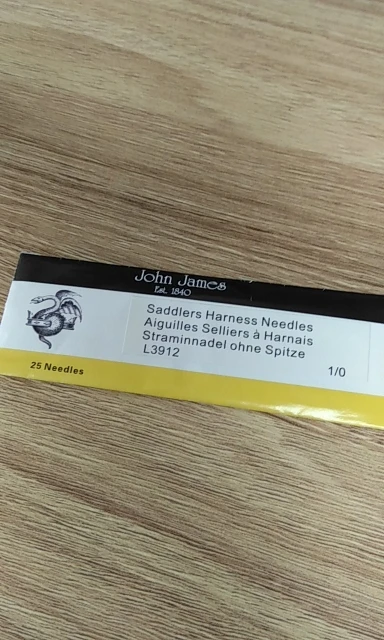 John James
Est. 1840
Saddlers Harness Needles
Aiguilles Selliers à Harnais
Straminnadel ohne Spitze
L3912
1/0
25 Needles